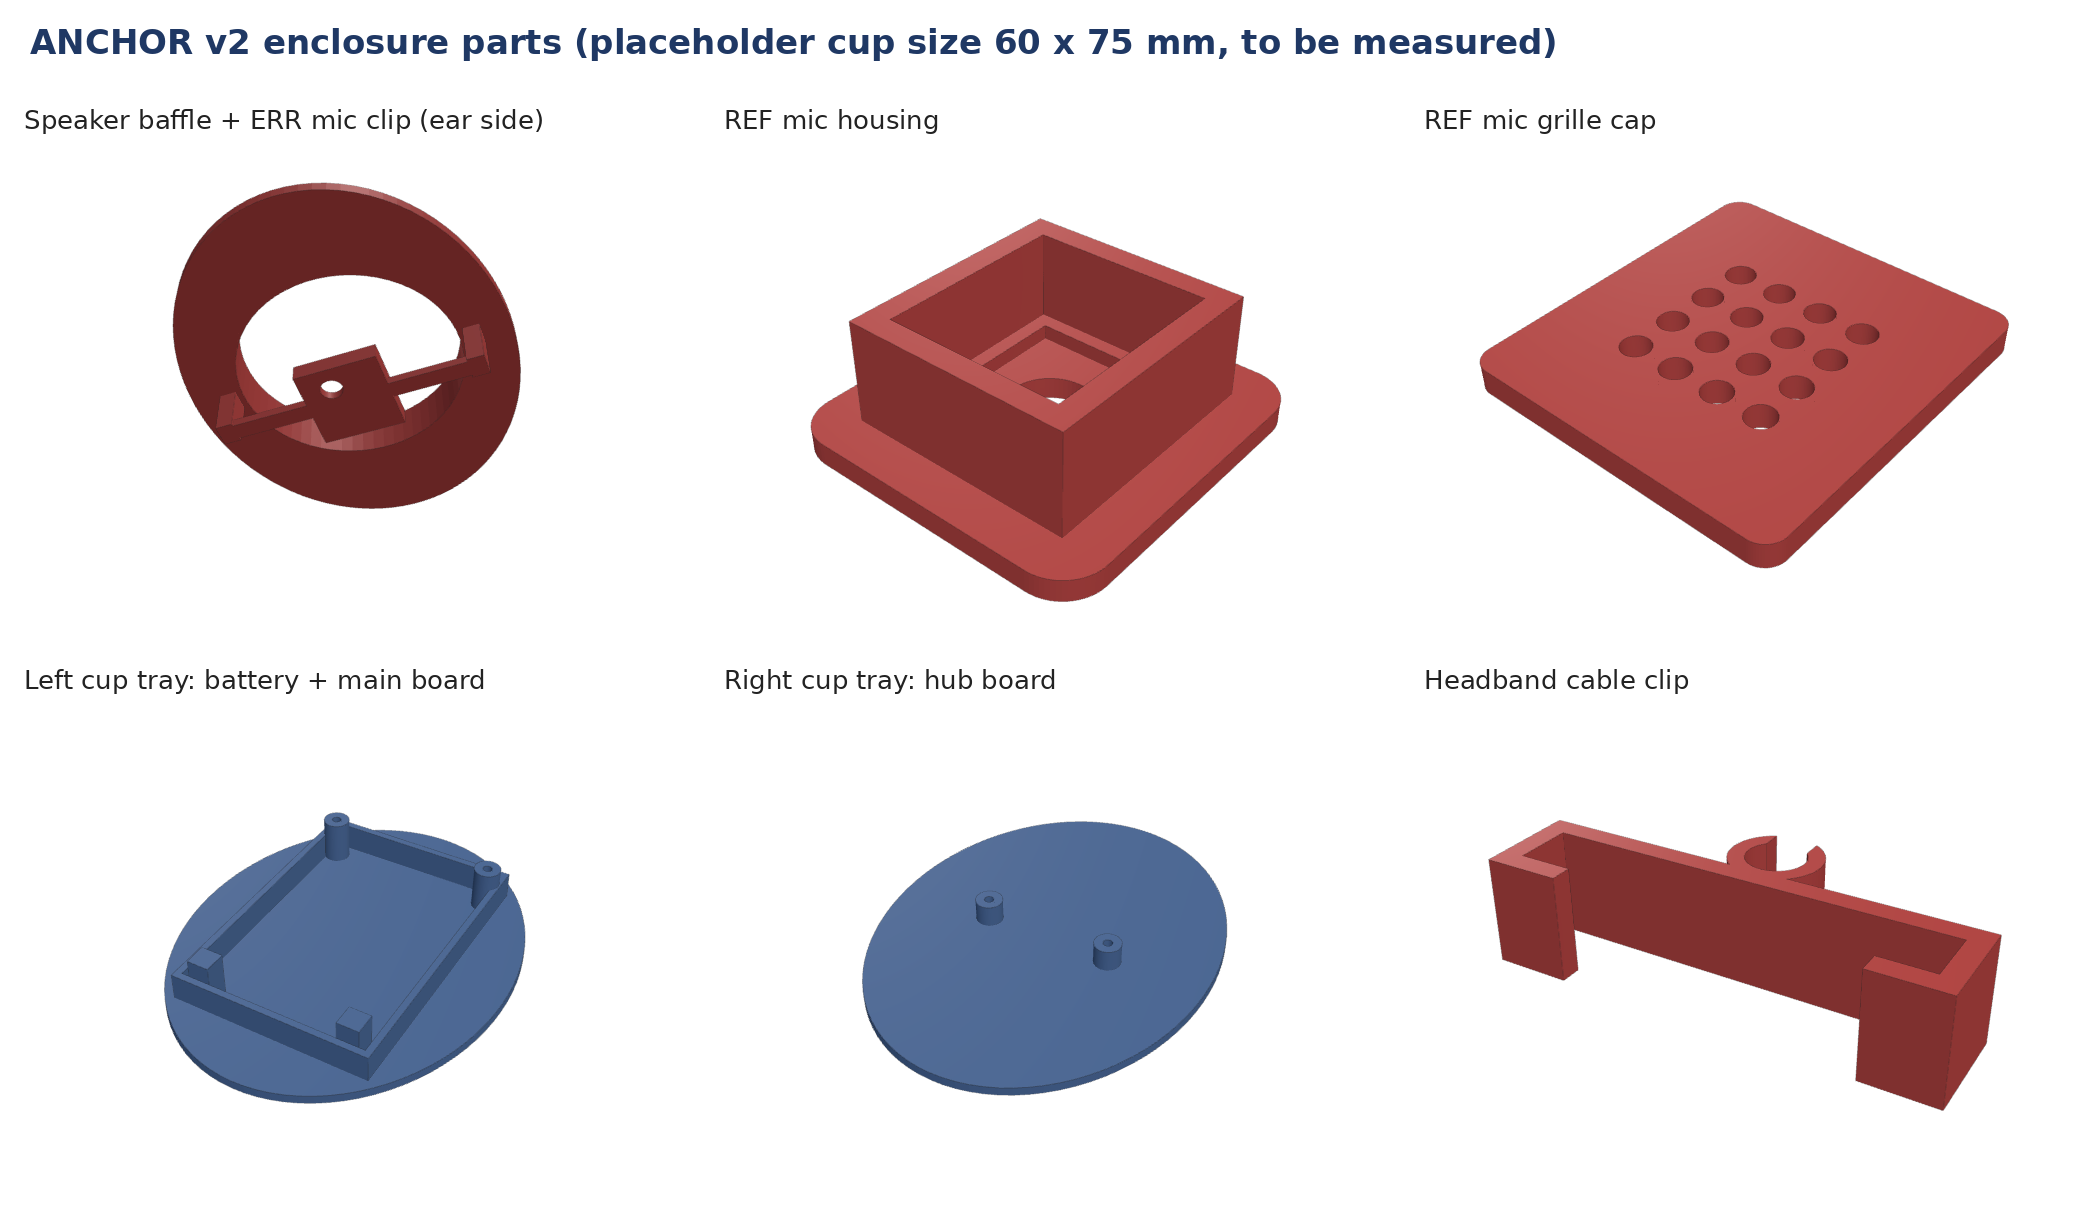 ANCHOR v2 enclosure parts (placeholder cup size 60 x 75 mm, to be measured)
Speaker baffle + ERR mic clip (ear side)
REF mic housing
REF mic grille cap
Left cup tray: battery + main board
Right cup tray: hub board
Headband cable clip